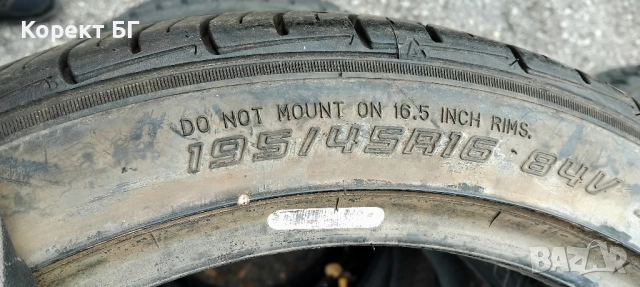 Корект БГ
DO NOT MOUNT ON 16.5 INCH RIMS.
195/45R16 84V
BAZAR